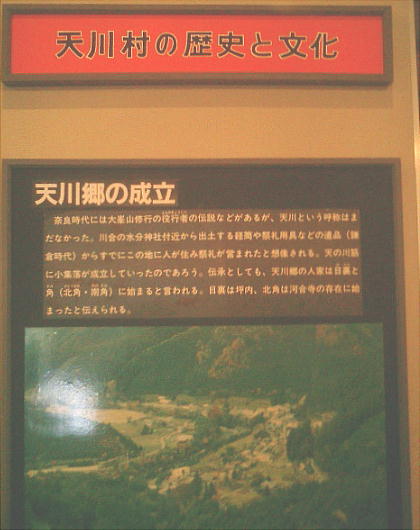 天川村の歴史と文化
天川郷の成立
奈良時代には大峯山修行の役行者の伝説などがあるが、天川という呼称はま
だなかった。川合の水分神社付近から出土する経筒や祭礼用具などの遺品（鎌
倉時代）からすでにこの地に人が住み祭礼が営まれたと想像される。天の川筋
に小集落が成立していったのであろう。伝承としても、天川郷の人家は目裏と
角（北角・南角）に始まると言われる。目裏は坪内、北角は河合寺の存在に始
まったと伝えられる。